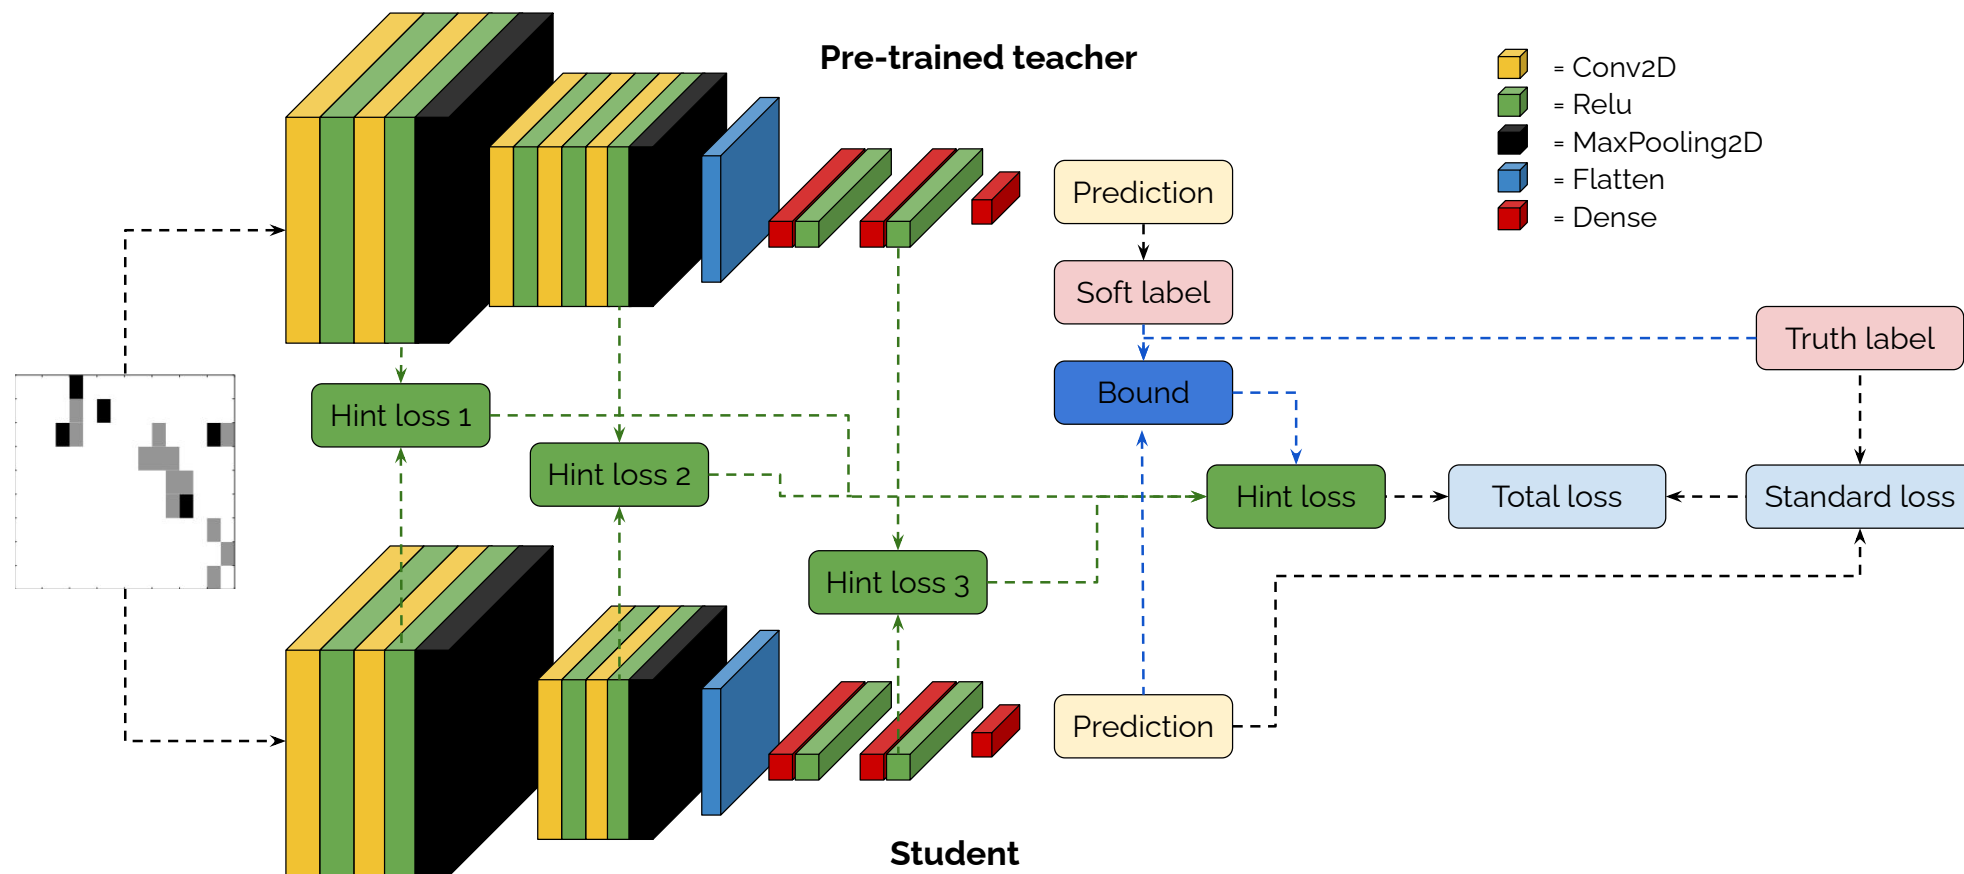 Pre-trained teacher
= Conv2D
= Relu
= MaxPooling2D
= Flatten
= Dense
Prediction
Soft label
Truth label
Bound
Hint loss 1
Hint loss 2
Hint loss
Total loss
Standard loss
Hint loss 3
Prediction
Student